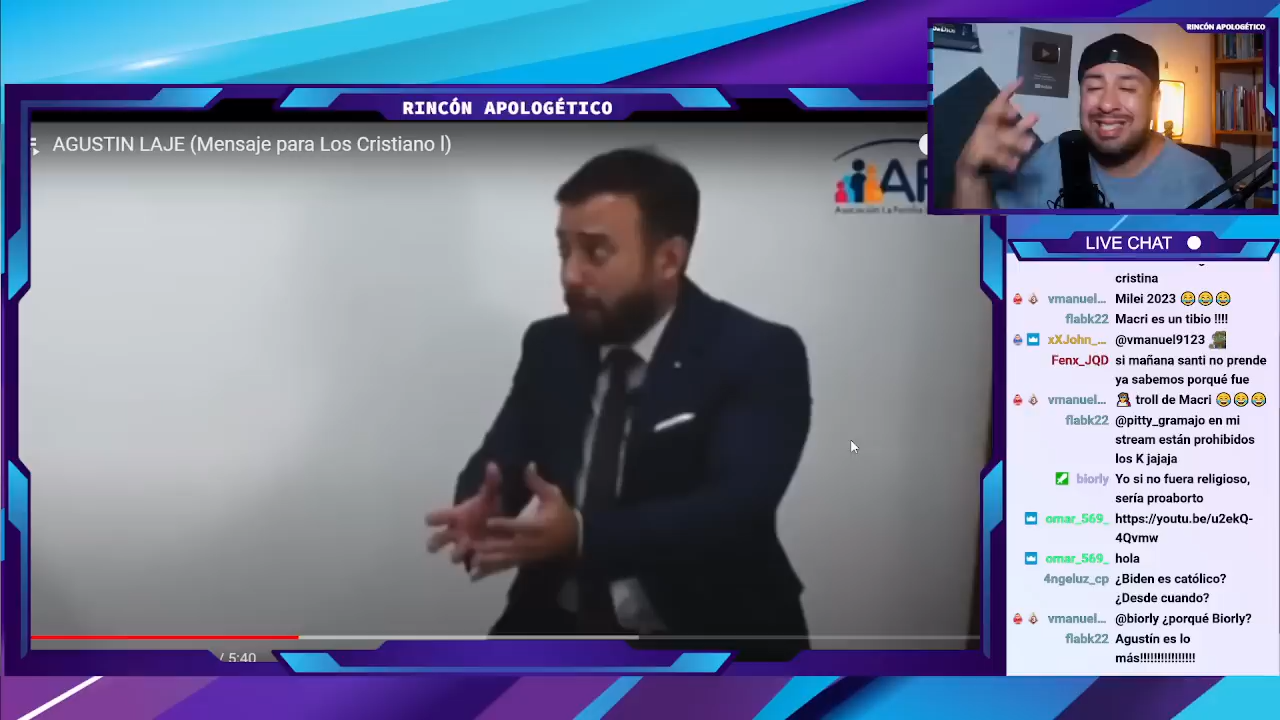 RINCÓN APOLOGÉTICO
RINCÓN APOLOGÉTICO
AGUSTIN LAJE (Mensaje para Los Cristiano l)
Asociación La Familia
LIVE CHAT
cristina
vmanuel... Milei 2023 😂😂😂
flabk22 Macri es un tibio !!!!
xXJohn_... @vmanuel9123
Fenx_JQD si mañana santi no prende
ya sabemos porqué fue
vmanuel... troll de Macri 😂😂😂
flabk22 @pitty_gramajo en mi
stream están prohibidos
los K jajaja
biorly Yo si no fuera religioso,
sería proaborto
omar_569_ https://youtu.be/u2ekQ-
4Qvmw
omar_569_ hola
4ngeluz_cp ¿Biden es católico?
¿Desde cuando?
vmanuel... @biorly ¿porqué Biorly?
flabk22 Agustín es lo
más!!!!!!!!!!!!!!!!
/ 5:40